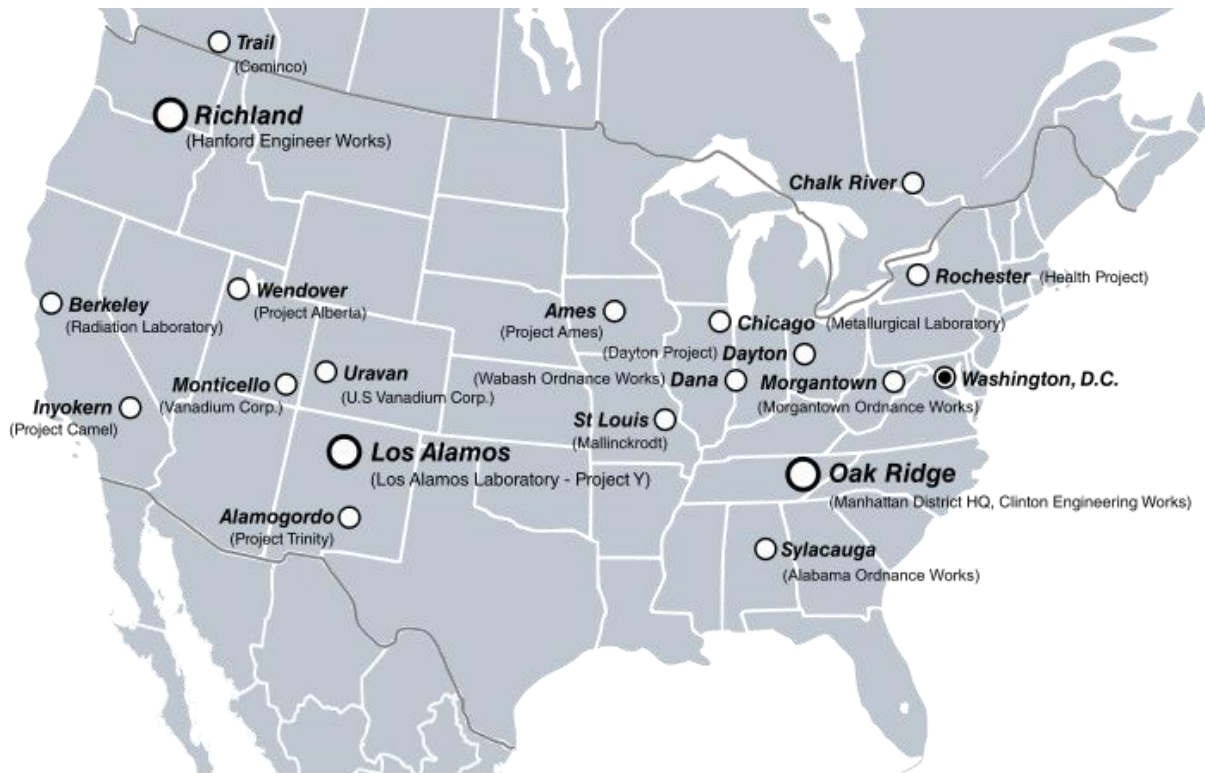 Trail
(Cominco)
Richland
(Hanford Engineer Works)
Chalk River
Rochester (Health Project)
Wendover
(Project Alberta)
Berkeley
(Radiation Laboratory)
Ames
(Project Ames)
Chicago (Metallurgical Laboratory)
(Dayton Project) Dayton
Uravan
(U.S Vanadium Corp.)
Monticello
(Vanadium Corp.)
(Wabash Ordnance Works) Dana
Morgantown
(Morgantown Ordnance Works)
Washington, D.C.
Inyokern
(Project Camel)
St Louis
(Mallinckrodt)
Los Alamos
(Los Alamos Laboratory - Project Y)
Oak Ridge
(Manhattan District HQ, Clinton Engineering Works)
Alamogordo
(Project Trinity)
Sylacauga
(Alabama Ordnance Works)